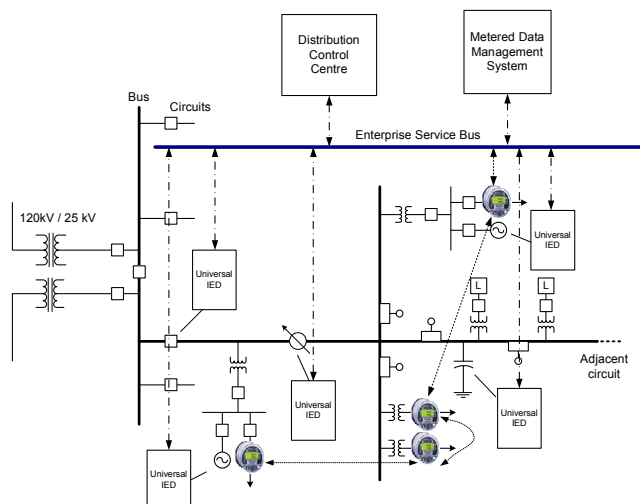 Distribution
Control
Centre
Metered Data
Management
System
Bus
Circuits
Enterprise Service Bus
120kV / 25 kV
Universal
IED
Universal
IED
L
L
Adjacent
circuit
Universal
IED
Universal
IED
Universal
IED